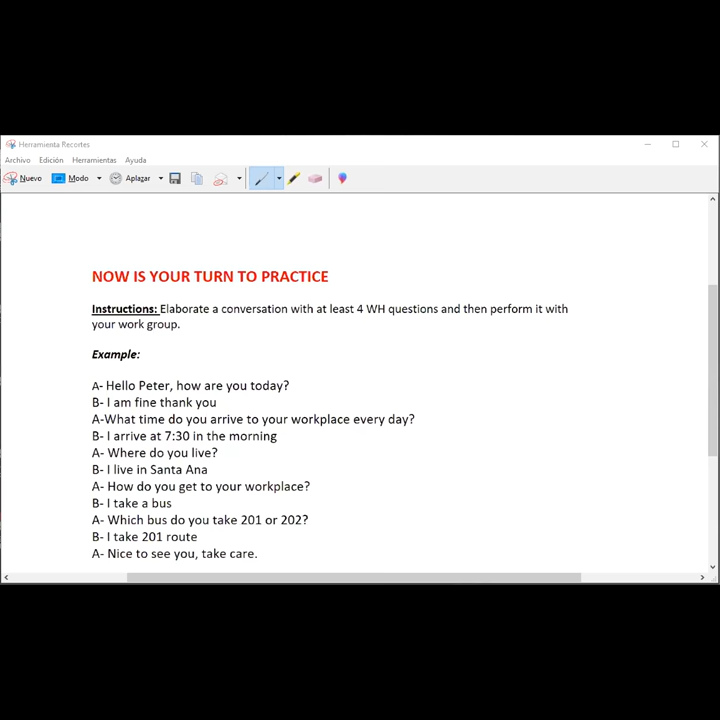 Herramienta Recortes
Archivo Edición Herramientas Ayuda
Nuevo Modo Aplazar
NOW IS YOUR TURN TO PRACTICE
Instructions: Elaborate a conversation with at least 4 WH questions and then perform it with
your work group.
Example:
A- Hello Peter, how are you today?
B- I am fine thank you
A-What time do you arrive to your workplace every day?
B- I arrive at 7:30 in the morning
A- Where do you live?
B- I live in Santa Ana
A- How do you get to your workplace?
B- I take a bus
A- Which bus do you take 201 or 202?
B- I take 201 route
A- Nice to see you, take care.